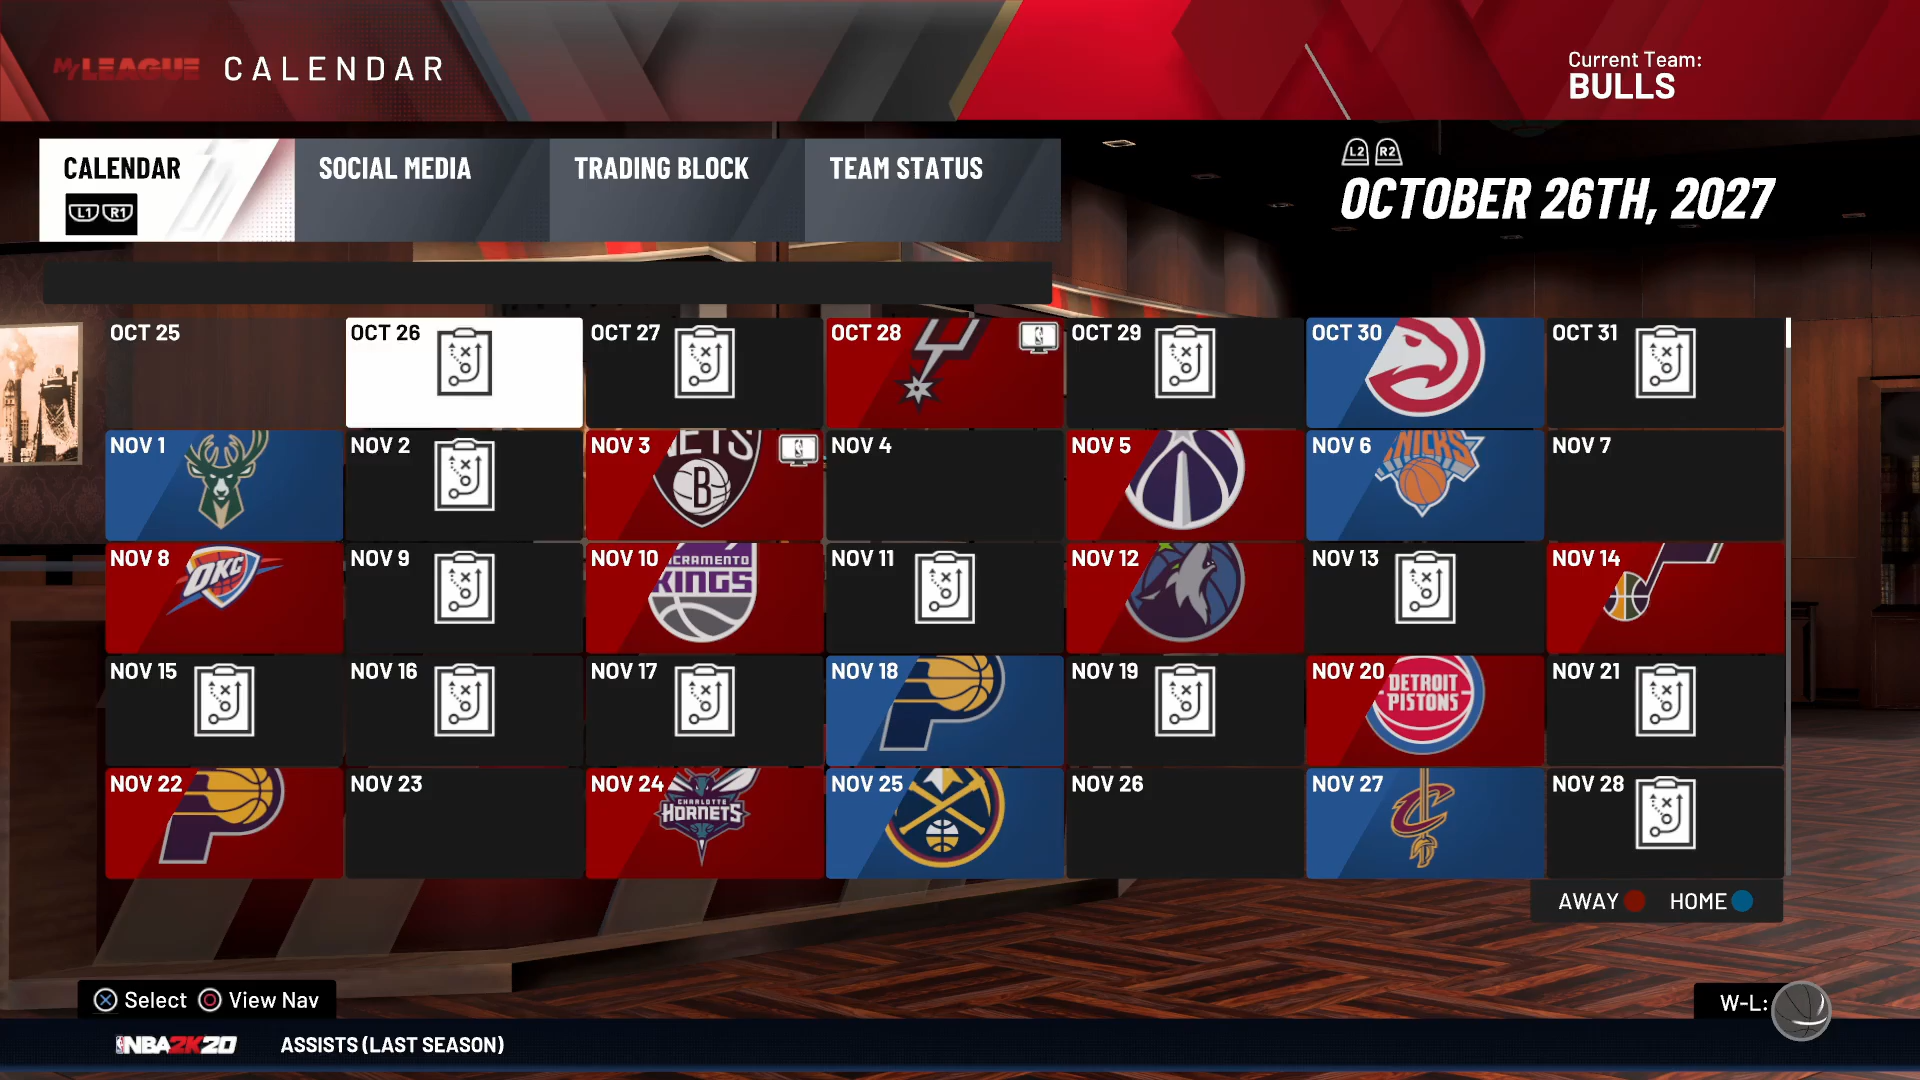 MyLEAGUE CALENDAR
Current Team:
BULLS
CALENDAR
L1 R1
SOCIAL MEDIA
TRADING BLOCK
TEAM STATUS
L2 R2
OCTOBER 26TH, 2027
OCT 25
OCT 26
OCT 27
OCT 28
OCT 29
OCT 30
OCT 31
NOV 1
NOV 2
NOV 3
NETS
B
NOV 4
NOV 5
NOV 6
NICKS
NOV 7
NOV 8
OKC
NOV 9
NOV 10
CRAMENTO
KINGS
NOV 11
NOV 12
NOV 13
NOV 14
NOV 15
NOV 16
NOV 17
NOV 18
NOV 19
NOV 20
DETROIT
PISTONS
NOV 21
NOV 22
NOV 23
NOV 24
CHARLOTTE
HORNETS
NOV 25
NOV 26
NOV 27
C
NOV 28
AWAY
HOME
Select
View Nav
W-L:
NBA2K20
ASSISTS (LAST SEASON)